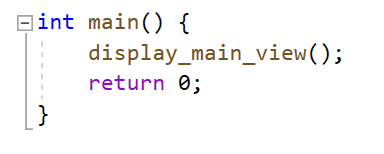 int main() {
    display_main_view();
    return 0;
}